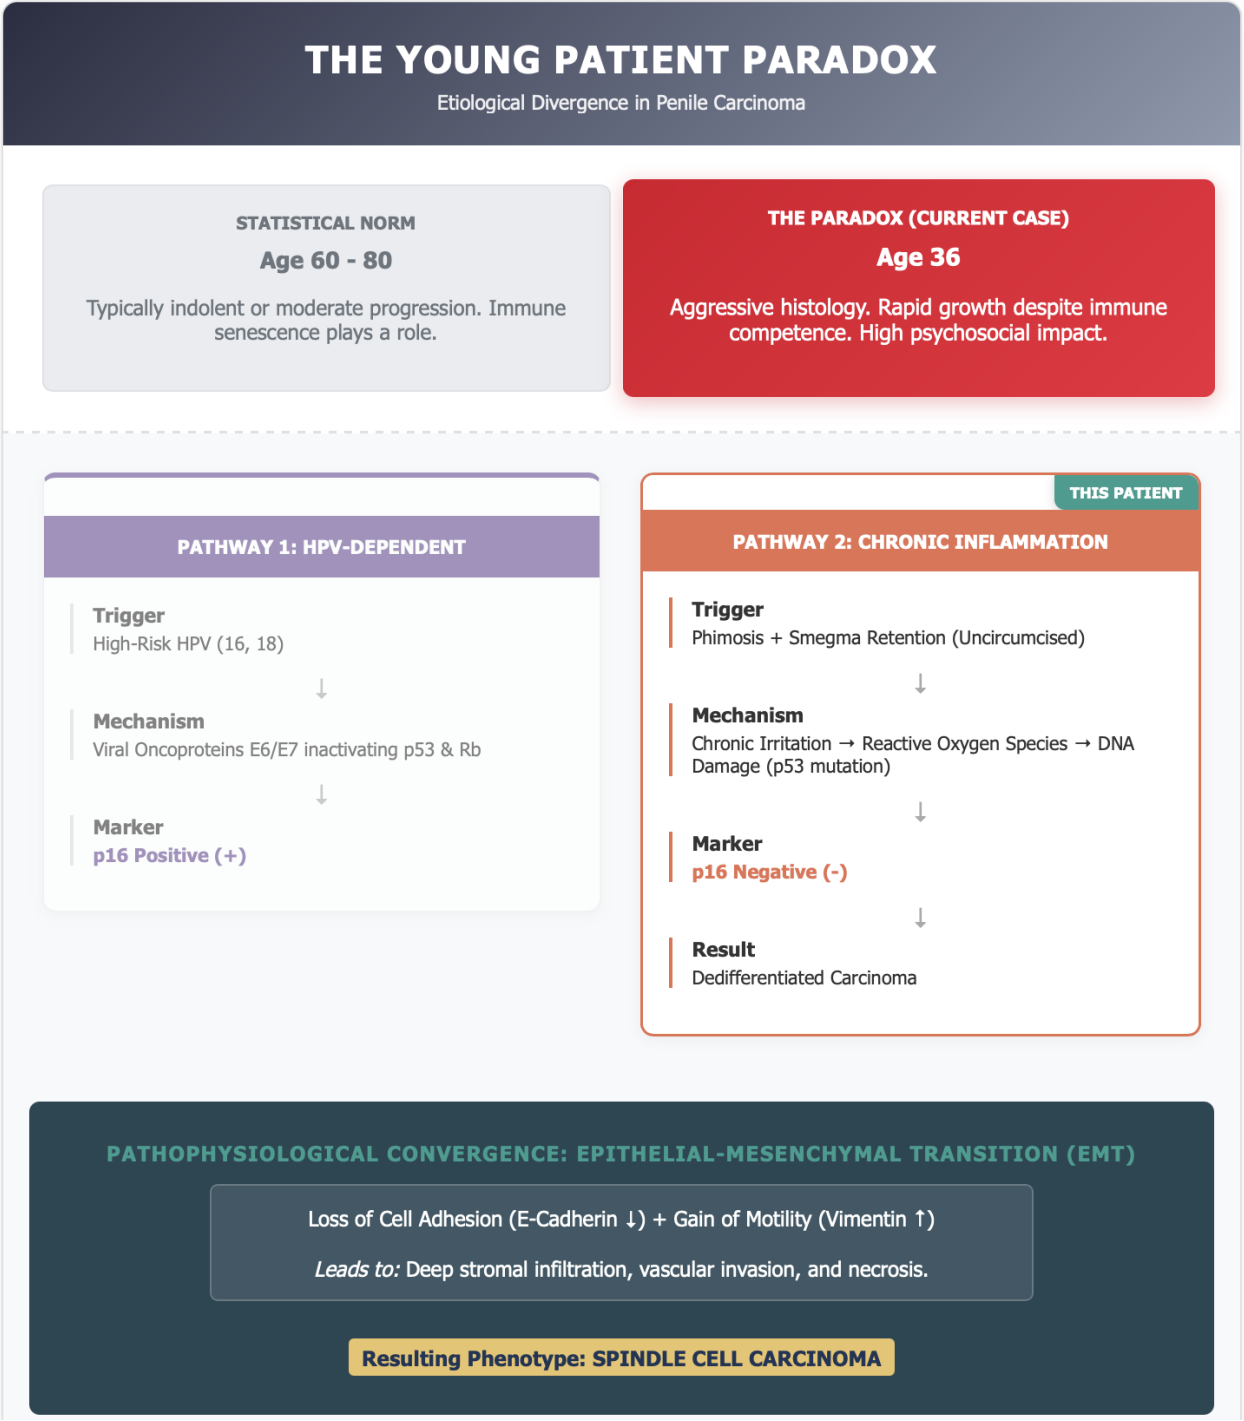 THE YOUNG PATIENT PARADOX
Etiological Divergence in Penile Carcinoma
STATISTICAL NORM
Age 60 - 80
Typically indolent or moderate progression. Immune
senescence plays a role.
THE PARADOX (CURRENT CASE)
Age 36
Aggressive histology. Rapid growth despite immune
competence. High psychosocial impact.
PATHWAY 1: HPV-DEPENDENT
Trigger
High-Risk HPV (16, 18)
↓
Mechanism
Viral Oncoproteins E6/E7 inactivating p53 & Rb
↓
Marker
p16 Positive (+)
THIS PATIENT
PATHWAY 2: CHRONIC INFLAMMATION
Trigger
Phimosis + Smegma Retention (Uncircumcised)
↓
Mechanism
Chronic Irritation → Reactive Oxygen Species → DNA
Damage (p53 mutation)
↓
Marker
p16 Negative (-)
↓
Result
Dedifferentiated Carcinoma
PATHOPHYSIOLOGICAL CONVERGENCE: EPITHELIAL-MESENCHYMAL TRANSITION (EMT)
Loss of Cell Adhesion (E-Cadherin ↓) + Gain of Motility (Vimentin ↑)
Leads to: Deep stromal infiltration, vascular invasion, and necrosis.
Resulting Phenotype: SPINDLE CELL CARCINOMA